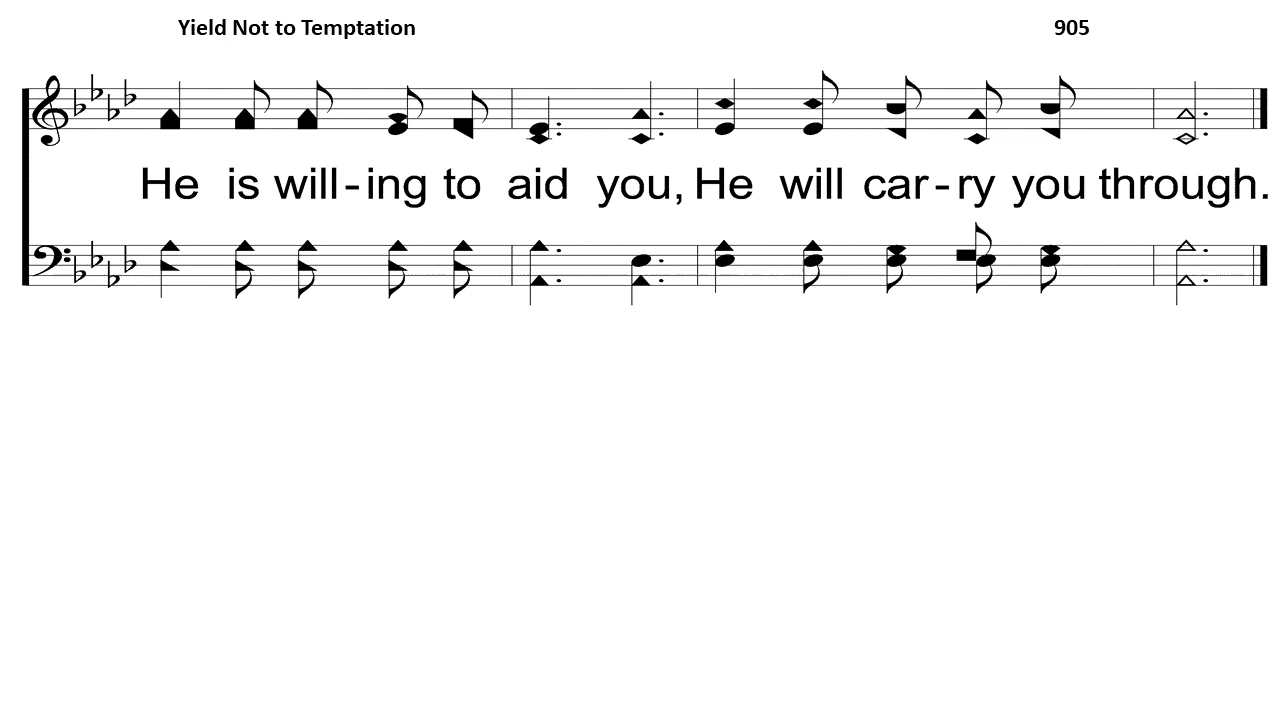 Yield Not to Temptation 905
He is will-ing to aid you, He will car-ry you through.